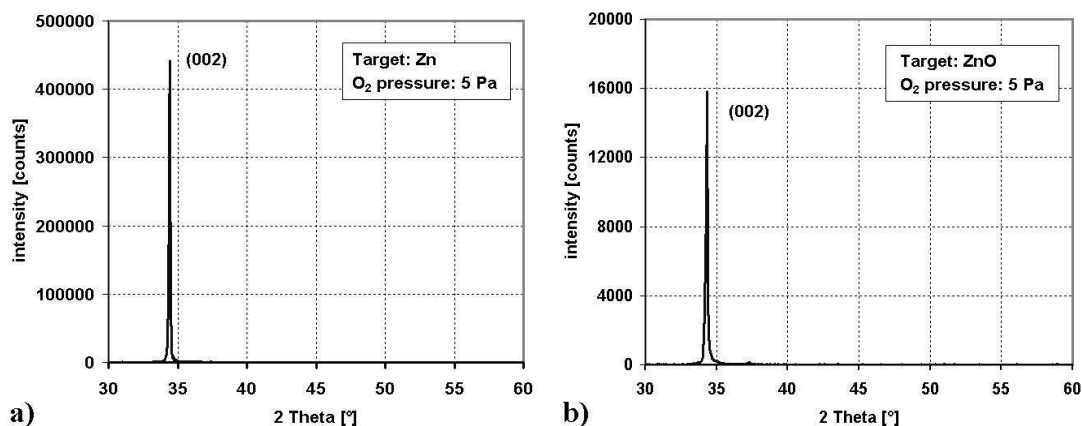 500000
400000
300000
200000
100000
0
intensity [counts]
(002)
Target: Zn
O₂ pressure: 5 Pa
30 35 40 45 50 55 60
2 Theta [°]
a)
20000
16000
12000
8000
4000
0
intensity [counts]
(002)
Target: ZnO
O₂ pressure: 5 Pa
30 35 40 45 50 55 60
2 Theta [°]
b)